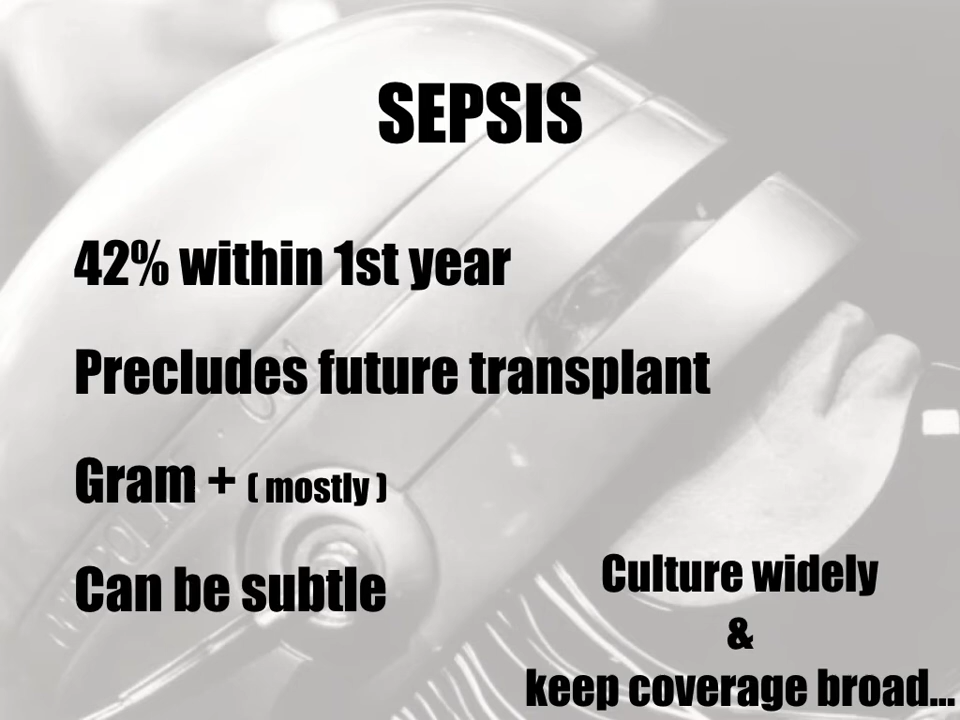 SEPSIS
42% within 1st year
Precludes future transplant
Gram + ( mostly )
Can be subtle
Culture widely
&
keep coverage broad...